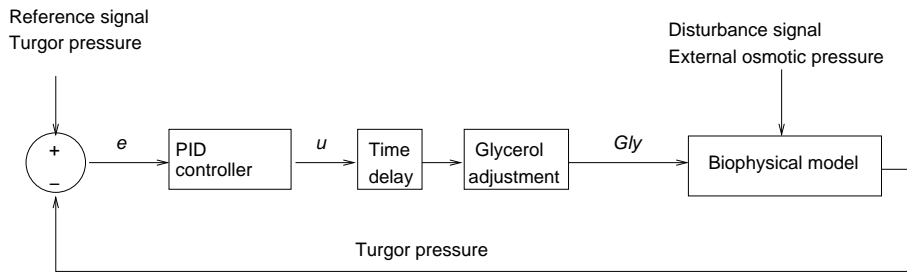 Reference signal
Turgor pressure
Disturbance signal
External osmotic pressure
+
−
e
PID
controller
u
Time
delay
Glycerol
adjustment
Gly
Biophysical model
Turgor pressure